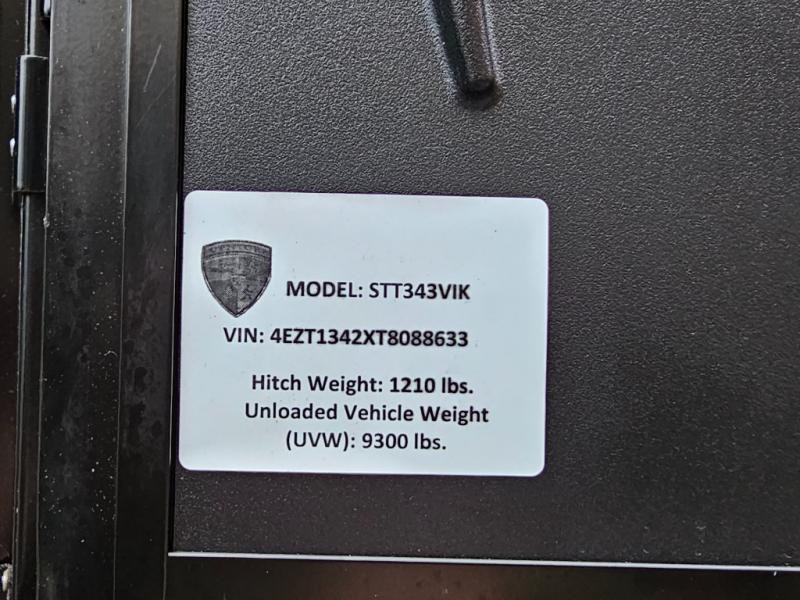 MODEL: STT343VIK
VIN: 4EZT1342XT8088633
Hitch Weight: 1210 lbs.
Unloaded Vehicle Weight
(UVW): 9300 lbs.